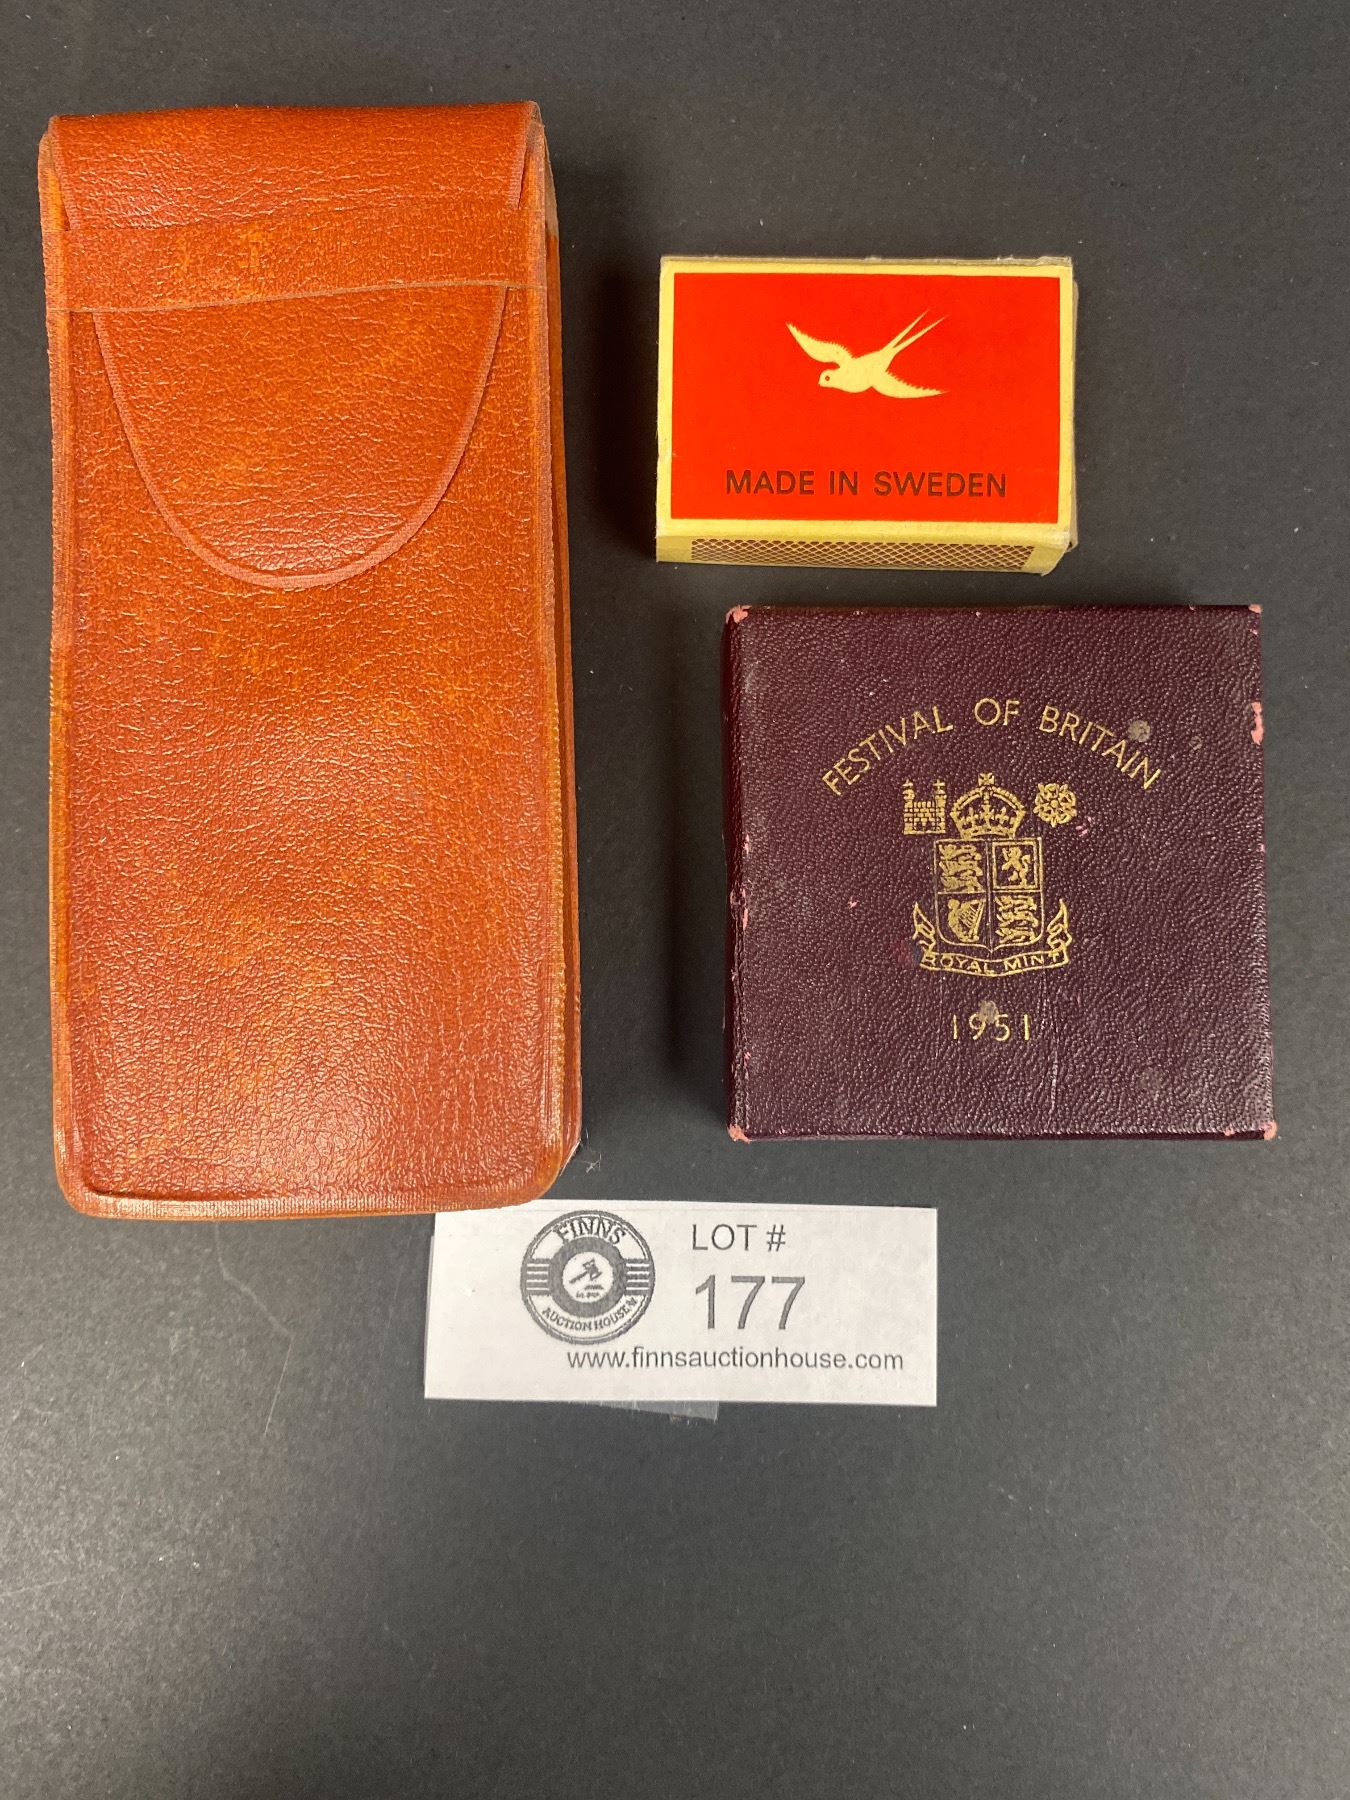 MADE IN SWEDEN
FESTIVAL OF BRITAIN
ROYAL MINT
1951
FINNS
AUCTION HOUSE
LOT #
177
www.finnsauctionhouse.com